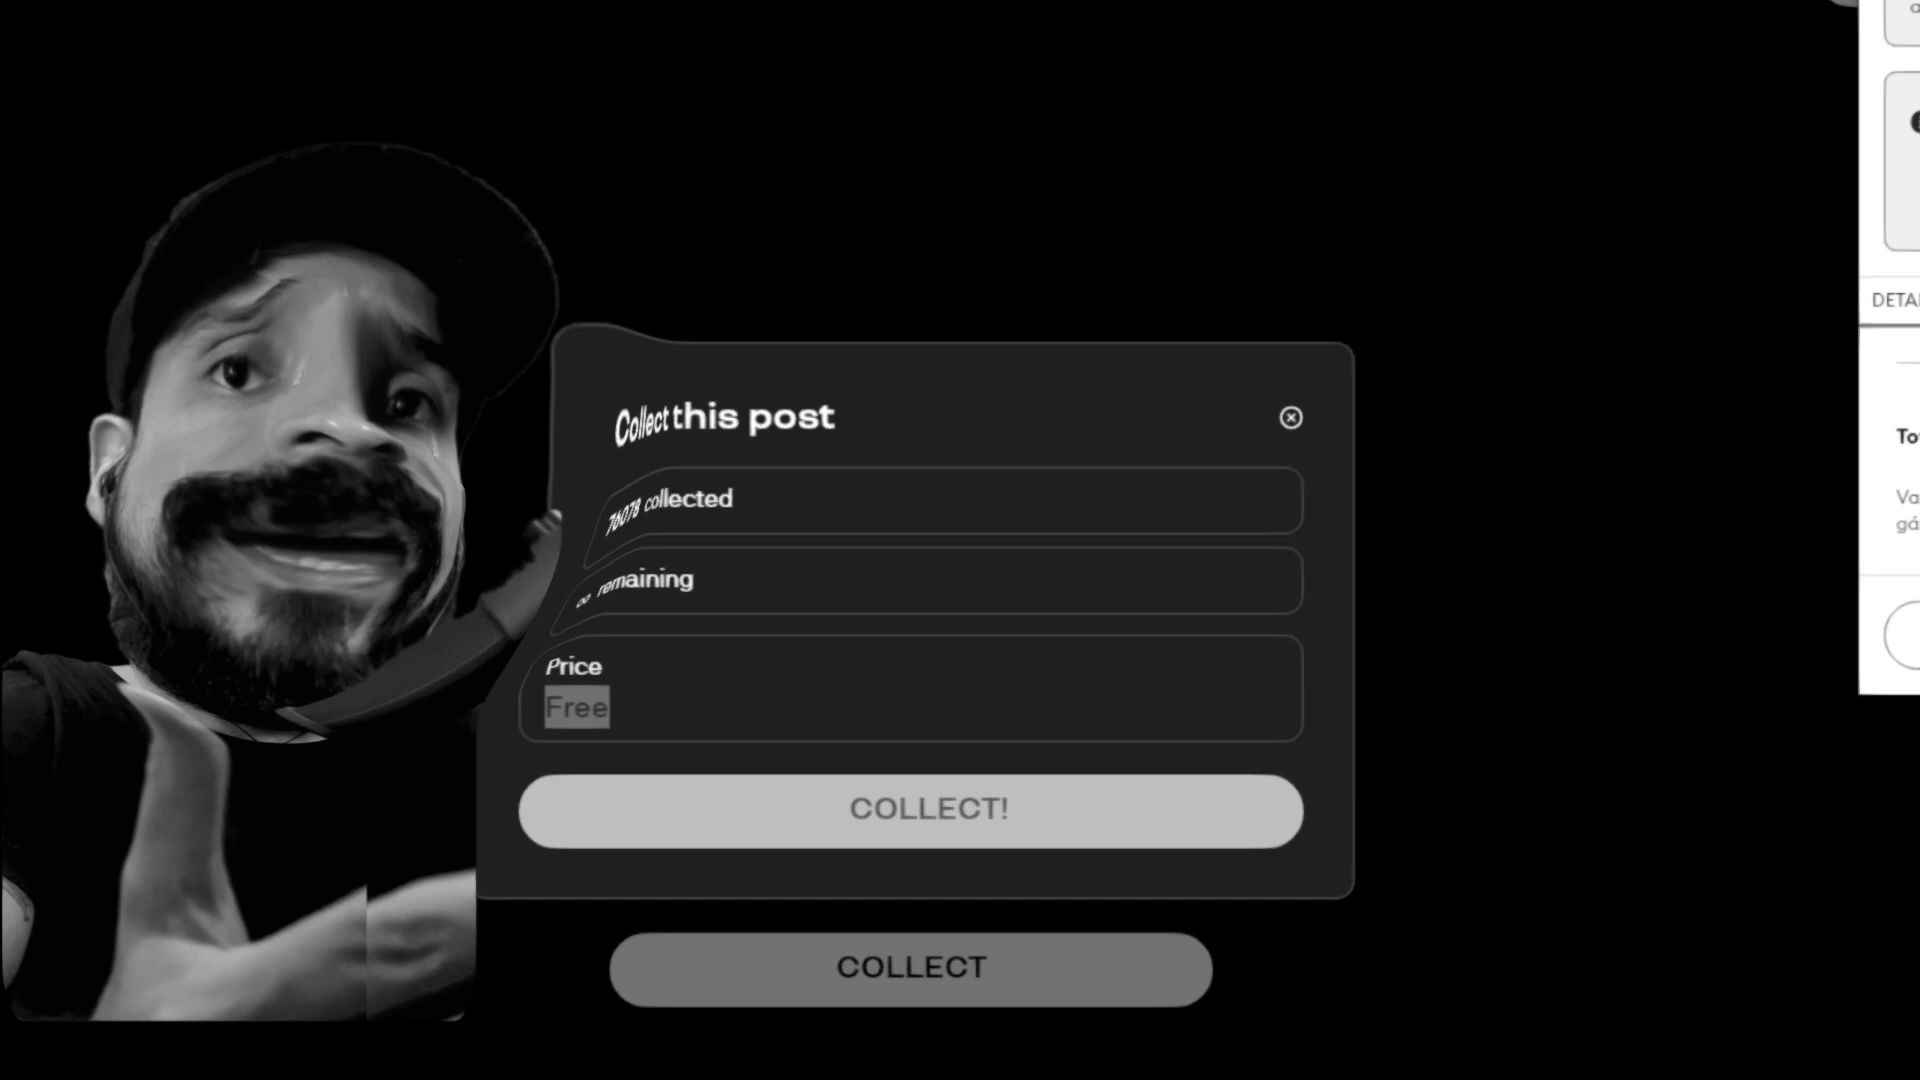 Collect this post
76078 collected
∞ remaining
Price
Free
COLLECT!
COLLECT
DETA
To
Va
gá